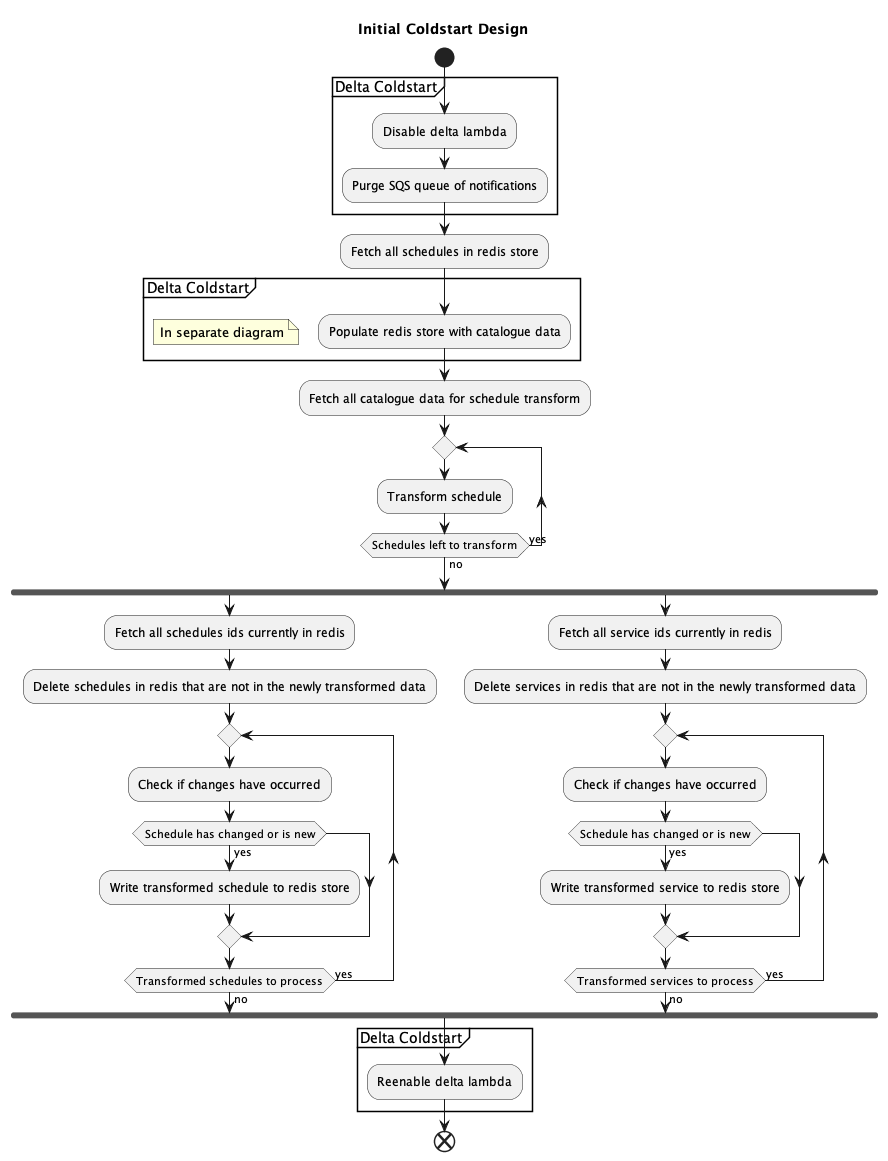 Initial Coldstart Design
Delta Coldstart
Disable delta lambda
Purge SQS queue of notifications
Fetch all schedules in redis store
Delta Coldstart
In separate diagram
Populate redis store with catalogue data
Fetch all catalogue data for schedule transform
Transform schedule
Schedules left to transform
yes
no
Fetch all schedules ids currently in redis
Delete schedules in redis that are not in the newly transformed data
Check if changes have occurred
Schedule has changed or is new
yes
Write transformed schedule to redis store
Transformed schedules to process
yes
no
Fetch all service ids currently in redis
Delete services in redis that are not in the newly transformed data
Check if changes have occurred
Schedule has changed or is new
yes
Write transformed service to redis store
Transformed services to process
yes
no
Delta Coldstart
Reenable delta lambda